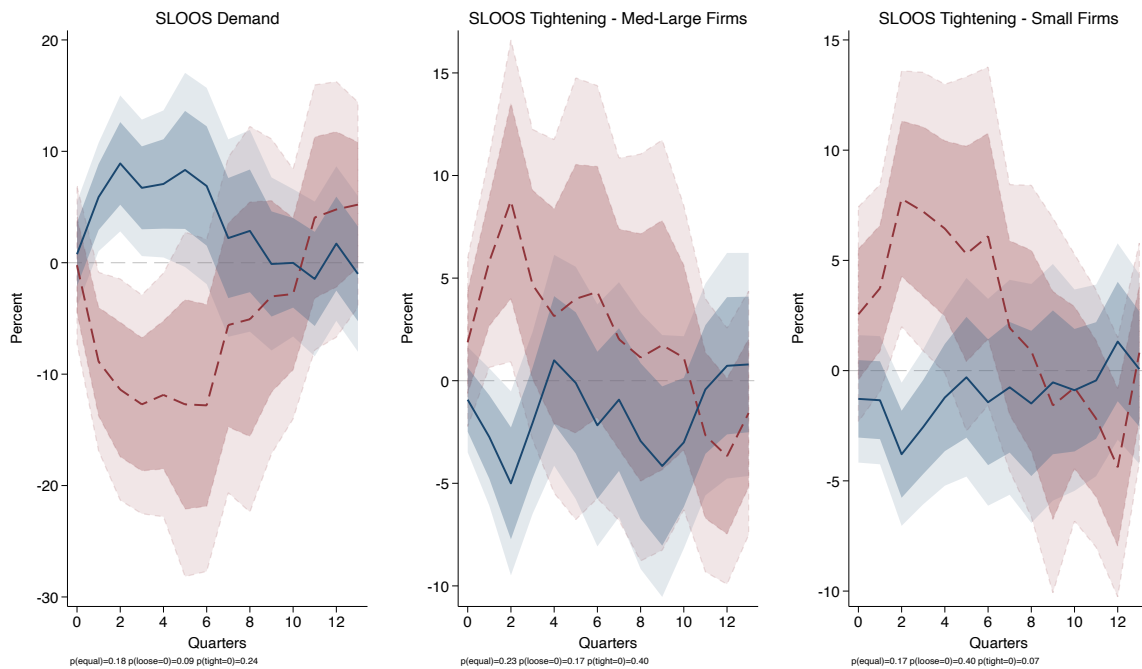 SLOOS Demand
20
10
0
-10
-20
-30
Percent
0 2 4 6 8 10 12
Quarters
p(equal)=0.18 p(loose=0)=0.09 p(tight=0)=0.24
SLOOS Tightening - Med-Large Firms
15
10
5
0
-5
-10
Percent
0 2 4 6 8 10 12
Quarters
p(equal)=0.23 p(loose=0)=0.17 p(tight=0)=0.40
SLOOS Tightening - Small Firms
15
10
5
0
-5
-10
Percent
0 2 4 6 8 10 12
Quarters
p(equal)=0.17 p(loose=0)=0.40 p(tight=0)=0.07